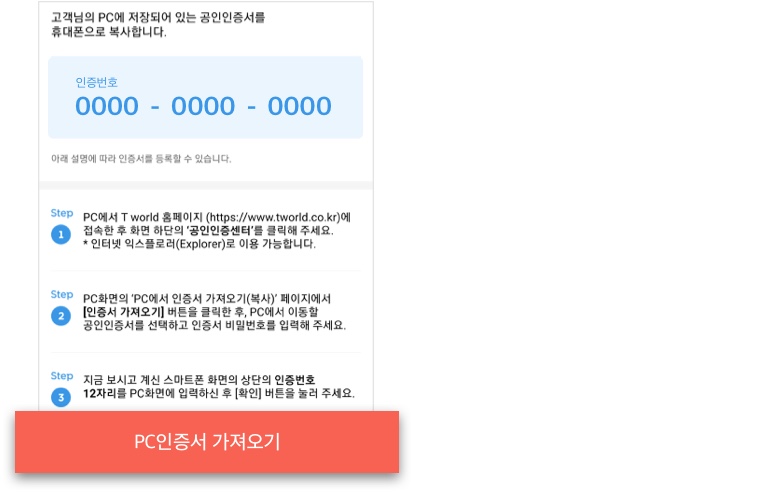 고객님의 PC에 저장되어 있는 공인인증서를
휴대폰으로 복사합니다.
인증번호
0000 - 0000 - 0000
아래 설명에 따라 인증서를 등록할 수 있습니다.
Step
1
PC에서 T world 홈페이지 (https://www.tworld.co.kr)에
접속한 후 화면 하단의 '공인인증센터'를 클릭해 주세요.
* 인터넷 익스플로러(Explorer)로 이용 가능합니다.
Step
2
PC화면의 'PC에서 인증서 가져오기(복사)' 페이지에서
[인증서 가져오기] 버튼을 클릭한 후, PC에서 이동할
공인인증서를 선택하고 인증서 비밀번호를 입력해 주세요.
Step
3
지금 보시고 계신 스마트폰 화면의 상단의 인증번호
12자리를 PC화면에 입력하신 후 [확인] 버튼을 눌러 주세요.
PC인증서 가져오기